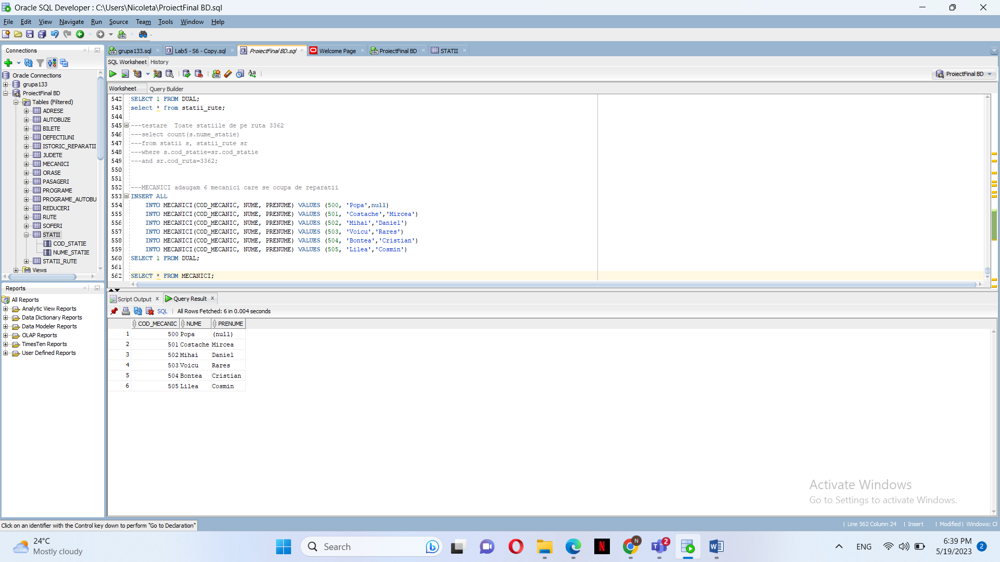 Oracle SQL Developer : C:\Users\Nicoleta\ProiectFinal BD.sql
File Edit View Navigate Run Source Team Tools Window Help
Connections
Oracle Connections
grupa133
ProiectFinal BD
Tables (Filtered)
ADRESE
AUTOBUZE
BILETE
DEFECTIUNI
ISTORIC_REPARATII
JUDETE
MECANICI
ORASE
PASAGERI
PROGRAME
PROGRAME_AUTOBU
REDUCERI
RUTE
SOFERI
STATII
COD_STATIE
NUME_STATIE
STATII_RUTE
Views
Reports
All Reports
Analytic View Reports
Data Dictionary Reports
Data Modeler Reports
OLAP Reports
TimesTen Reports
User Defined Reports
grupa133.sql Lab5 - S6 - Copy.sql ProiectFinal BD.sql Welcome Page ProiectFinal BD STATII
SQL Worksheet History
ProiectFinal BD
Worksheet Query Builder
542 SELECT 1 FROM DUAL;
543 select * from statii_rute;
544
545 ---testare  Toate statiile de pe ruta 3362
546 ---select count(s.nume_statie)
547 ---from statii s, statii_rute sr
548 ---where s.cod_statie=sr.cod_statie
549 ---and sr.cod_ruta=3362;
550
551
552 ---MECANICI adaugam 6 mecanici care se ocupa de reparatii
553 INSERT ALL
554 INTO MECANICI(COD_MECANIC, NUME, PRENUME) VALUES (500, 'Popa',null)
555 INTO MECANICI(COD_MECANIC, NUME, PRENUME) VALUES (501, 'Costache','Mircea')
556 INTO MECANICI(COD_MECANIC, NUME, PRENUME) VALUES (502, 'Mihai','Daniel')
557 INTO MECANICI(COD_MECANIC, NUME, PRENUME) VALUES (503, 'Voicu','Rares')
558 INTO MECANICI(COD_MECANIC, NUME, PRENUME) VALUES (504, 'Bontea','Cristian')
559 INTO MECANICI(COD_MECANIC, NUME, PRENUME) VALUES (505, 'Lilea','Cosmin')
560 SELECT 1 FROM DUAL;
561
562 SELECT * FROM MECANICI;
Script Output Query Result
SQL All Rows Fetched: 6 in 0.004 seconds
COD_MECANIC NUME PRENUME
1 500 Popa (null)
2 501 Costache Mircea
3 502 Mihai Daniel
4 503 Voicu Rares
5 504 Bontea Cristian
6 505 Lilea Cosmin
Activate Windows
Go to Settings to activate Windows.
Click on an identifier with the Control key down to perform "Go to Declaration"
Line 562 Column 24 Insert Modified Windows: CF
24°C
Mostly cloudy
Search
N
2
ENG
6:39 PM
5/19/2023
2